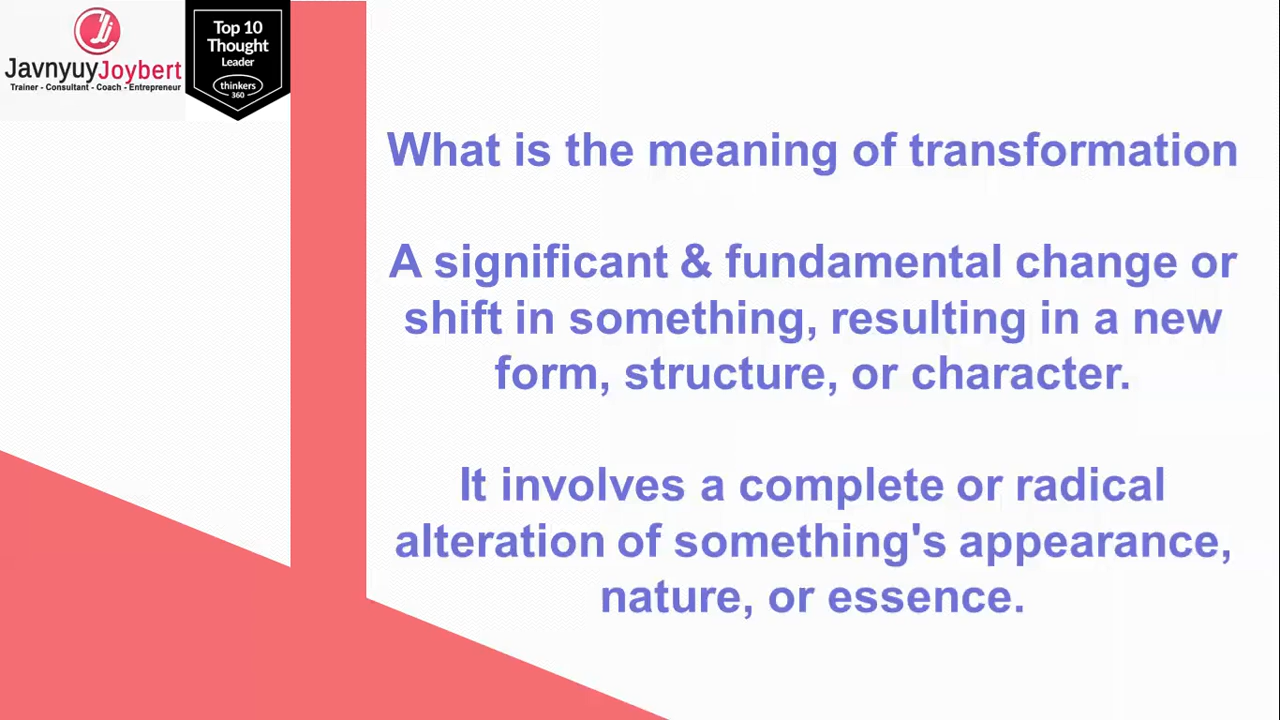 JavnyuyJoybert
Trainer - Consultant - Coach - Entrepreneur
Top 10
Thought
Leader
thinkers
360
What is the meaning of transformation
A significant & fundamental change or
shift in something, resulting in a new
form, structure, or character.
It involves a complete or radical
alteration of something's appearance,
nature, or essence.